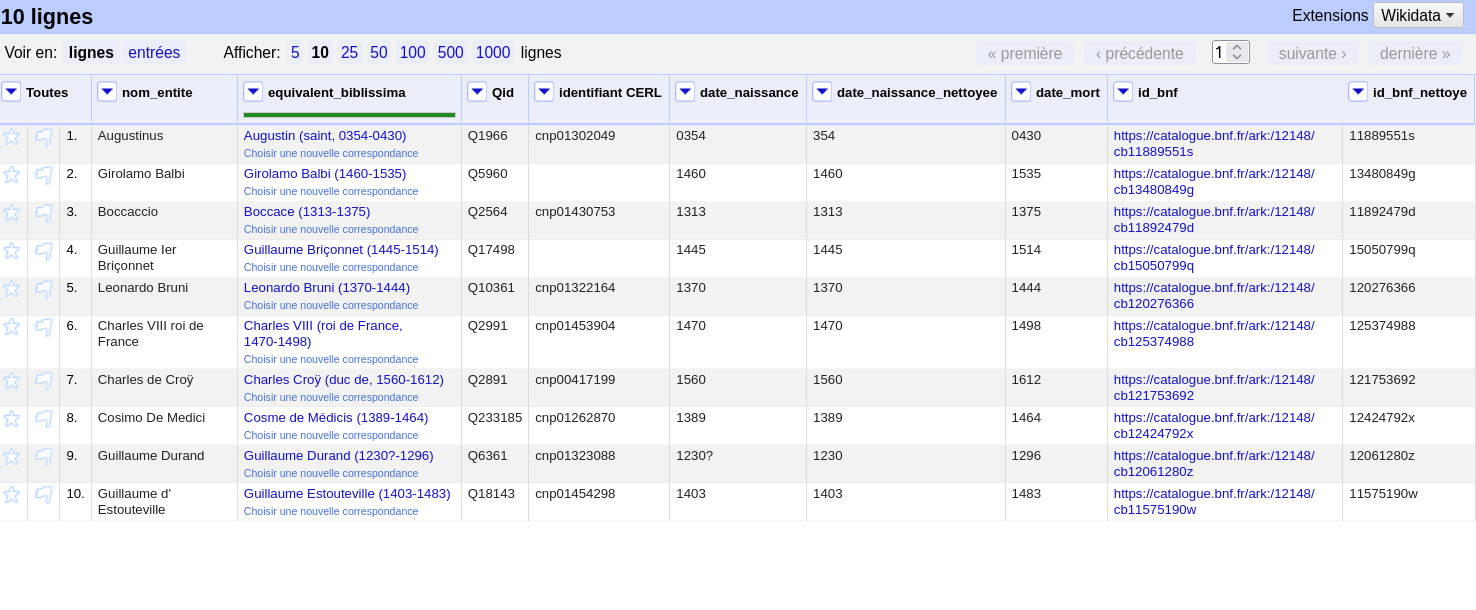 10 lignes Extensions Wikidata
Voir en: lignes entrées Afficher: 5 10 25 50 100 500 1000 lignes « première ‹ précédente 1 suivante › dernière »
Toutes nom_entite equivalent_biblissima Qid identifiant CERL date_naissance date_naissance_nettoyee date_mort id_bnf id_bnf_nettoye
1. Augustinus Augustin (saint, 0354-0430) Q1966 cnp01302049 0354 354 0430 https://catalogue.bnf.fr/ark:/12148/ 11889551s
Choisir une nouvelle correspondance cb11889551s
2. Girolamo Balbi Girolamo Balbi (1460-1535) Q5960 1460 1460 1535 https://catalogue.bnf.fr/ark:/12148/ 13480849g
Choisir une nouvelle correspondance cb13480849g
3. Boccaccio Boccace (1313-1375) Q2564 cnp01430753 1313 1313 1375 https://catalogue.bnf.fr/ark:/12148/ 11892479d
Choisir une nouvelle correspondance cb11892479d
4. Guillaume Ier Guillaume Briçonnet (1445-1514) Q17498 1445 1445 1514 https://catalogue.bnf.fr/ark:/12148/ 15050799q
Briçonnet Choisir une nouvelle correspondance cb15050799q
5. Leonardo Bruni Leonardo Bruni (1370-1444) Q10361 cnp01322164 1370 1370 1444 https://catalogue.bnf.fr/ark:/12148/ 120276366
Choisir une nouvelle correspondance cb120276366
6. Charles VIII roi de Charles VIII (roi de France, Q2991 cnp01453904 1470 1470 1498 https://catalogue.bnf.fr/ark:/12148/ 125374988
France 1470-1498) cb125374988
Choisir une nouvelle correspondance
7. Charles de Croÿ Charles Croÿ (duc de, 1560-1612) Q2891 cnp00417199 1560 1560 1612 https://catalogue.bnf.fr/ark:/12148/ 121753692
Choisir une nouvelle correspondance cb121753692
8. Cosimo De Medici Cosme de Médicis (1389-1464) Q233185 cnp01262870 1389 1389 1464 https://catalogue.bnf.fr/ark:/12148/ 12424792x
Choisir une nouvelle correspondance cb12424792x
9. Guillaume Durand Guillaume Durand (1230?-1296) Q6361 cnp01323088 1230? 1230 1296 https://catalogue.bnf.fr/ark:/12148/ 12061280z
Choisir une nouvelle correspondance cb12061280z
10. Guillaume d' Guillaume Estouteville (1403-1483) Q18143 cnp01454298 1403 1403 1483 https://catalogue.bnf.fr/ark:/12148/ 11575190w
Estouteville Choisir une nouvelle correspondance cb11575190w